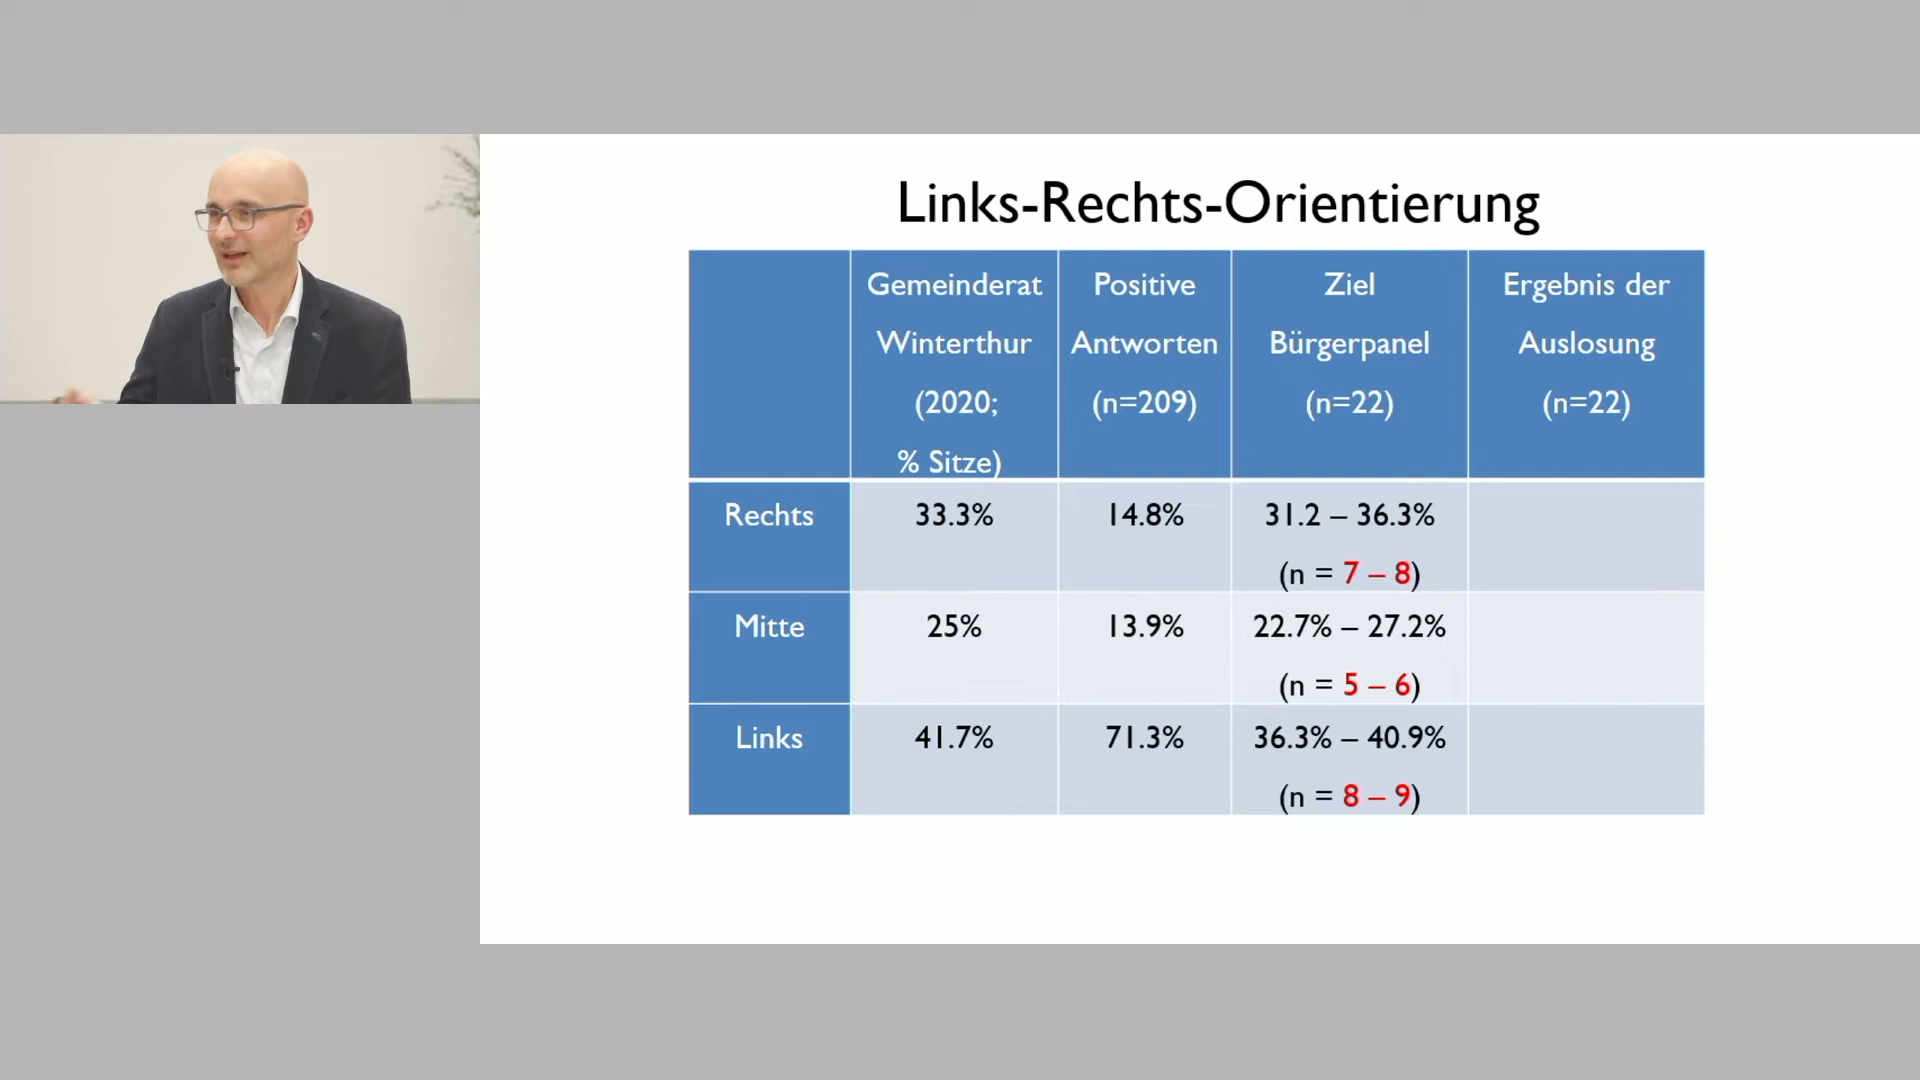 Links-Rechts-Orientierung
Gemeinderat
Winterthur
(2020;
% Sitze)
Positive
Antworten
(n=209)
Ziel
Bürgerpanel
(n=22)
Ergebnis der
Auslosung
(n=22)
Rechts
33.3%
14.8%
31.2 – 36.3%
(n = 7 – 8)
Mitte
25%
13.9%
22.7% – 27.2%
(n = 5 – 6)
Links
41.7%
71.3%
36.3% – 40.9%
(n = 8 – 9)